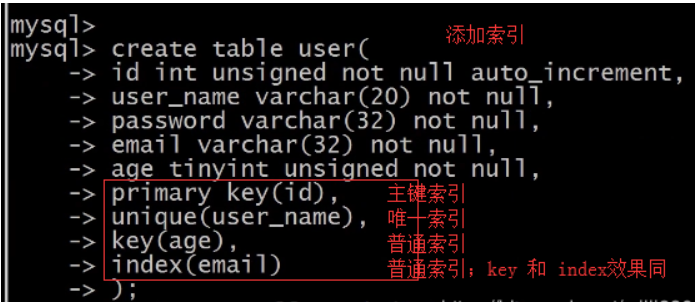 mysql>
mysql> create table user( 添加索引
-> id int unsigned not null auto_increment,
-> user_name varchar(20) not null,
-> password varchar(32) not null,
-> email varchar(32) not null,
-> age tinyint unsigned not null,
-> primary key(id), 主键索引
-> unique(user_name), 唯一索引
-> key(age), 普通索引
-> index(email) 普通索引；key 和 index效果同
-> );